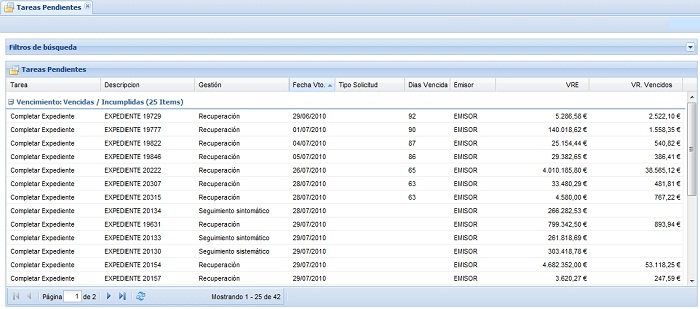 Tareas Pendientes
Filtros de búsqueda
Tareas Pendientes
Tarea Descripcion Gestión Fecha Vto. Tipo Solicitud Dias Vencida Emisor VRE VR. Vencidos
Vencimiento: Vencidas / Incumplidas (25 Items)
Completar Expediente EXPEDIENTE 19729 Recuperación 29/06/2010 92 EMISOR 5.286,58 € 2.522,10 €
Completar Expediente EXPEDIENTE 19777 Recuperación 01/07/2010 90 EMISOR 140.018,62 € 1.558,35 €
Completar Expediente EXPEDIENTE 19822 Recuperación 04/07/2010 87 EMISOR 25.154,44 € 540,82 €
Completar Expediente EXPEDIENTE 19846 Recuperación 05/07/2010 86 EMISOR 29.382,65 € 386,41 €
Completar Expediente EXPEDIENTE 20222 Recuperación 26/07/2010 65 EMISOR 4.010.185,80 € 38.565,12 €
Completar Expediente EXPEDIENTE 20307 Recuperación 28/07/2010 63 EMISOR 33.480,29 € 481,81 €
Completar Expediente EXPEDIENTE 20315 Recuperación 28/07/2010 63 EMISOR 4.580,00 € 767,22 €
Completar Expediente EXPEDIENTE 20134 Seguimiento sintomático 28/07/2010 EMISOR 266.282,53 €
Completar Expediente EXPEDIENTE 19631 Recuperación 29/07/2010 EMISOR 799.342,50 € 893,94 €
Completar Expediente EXPEDIENTE 20133 Seguimiento sintomático 29/07/2010 EMISOR 261.818,69 €
Completar Expediente EXPEDIENTE 20130 Seguimiento sistemático 29/07/2010 EMISOR 303.418,78 €
Completar Expediente EXPEDIENTE 20154 Recuperación 29/07/2010 EMISOR 4.682.352,00 € 53.118,25 €
Completar Expediente EXPEDIENTE 20157 Recuperación 29/07/2010 EMISOR 3.620,27 € 247,59 €
Página 1 de 2 Mostrando 1 - 25 de 42